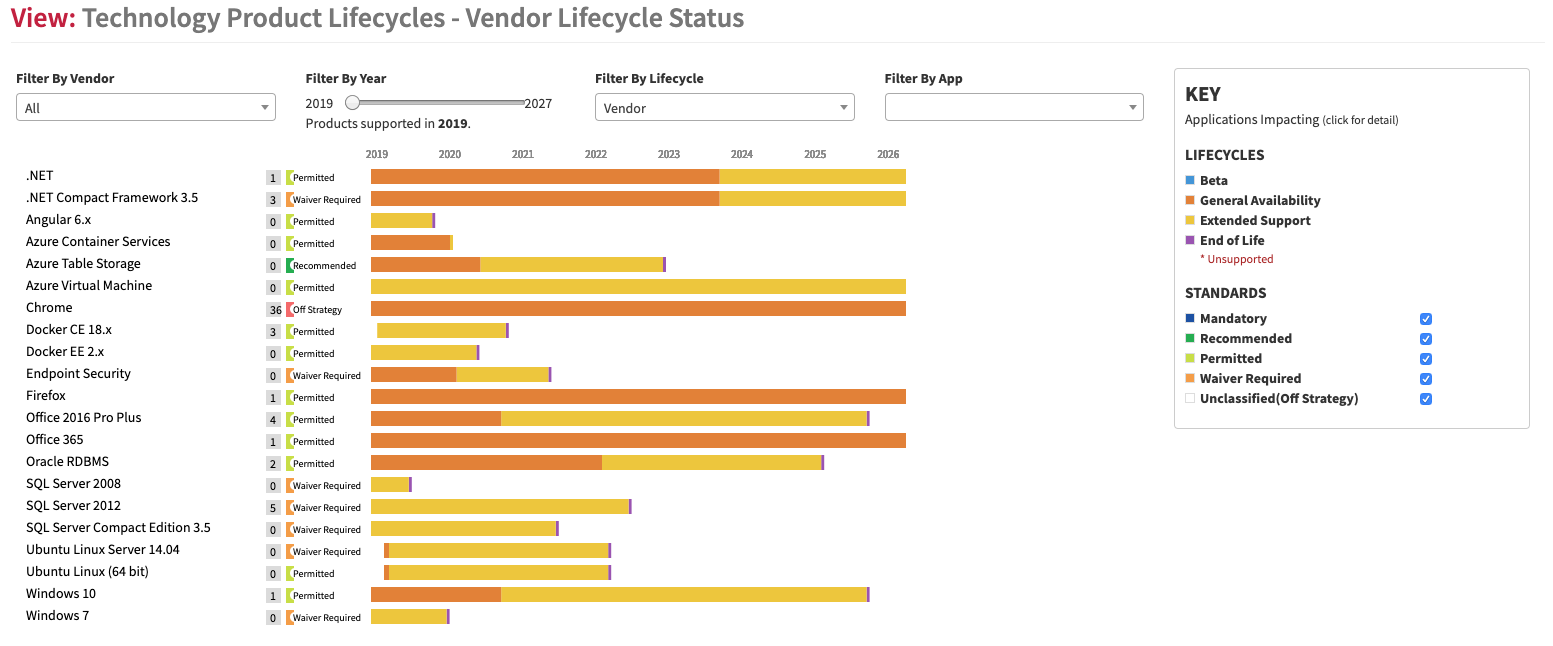 View: Technology Product Lifecycles - Vendor Lifecycle Status
Filter By Vendor
All
Filter By Year
2019 2027
Products supported in 2019.
Filter By Lifecycle
Vendor
Filter By App
2019 2020 2021 2022 2023 2024 2025 2026
.NET 1 Permitted
.NET Compact Framework 3.5 3 Waiver Required
Angular 6.x 0 Permitted
Azure Container Services 0 Permitted
Azure Table Storage 0 Recommended
Azure Virtual Machine 0 Permitted
Chrome 36 Off Strategy
Docker CE 18.x 3 Permitted
Docker EE 2.x 0 Permitted
Endpoint Security 0 Waiver Required
Firefox 1 Permitted
Office 2016 Pro Plus 4 Permitted
Office 365 1 Permitted
Oracle RDBMS 2 Permitted
SQL Server 2008 0 Waiver Required
SQL Server 2012 5 Waiver Required
SQL Server Compact Edition 3.5 0 Waiver Required
Ubuntu Linux Server 14.04 0 Waiver Required
Ubuntu Linux (64 bit) 0 Permitted
Windows 10 1 Permitted
Windows 7 0 Waiver Required
KEY
Applications Impacting (click for detail)
LIFECYCLES
Beta
General Availability
Extended Support
End of Life
* Unsupported
STANDARDS
Mandatory
Recommended
Permitted
Waiver Required
Unclassified(Off Strategy)